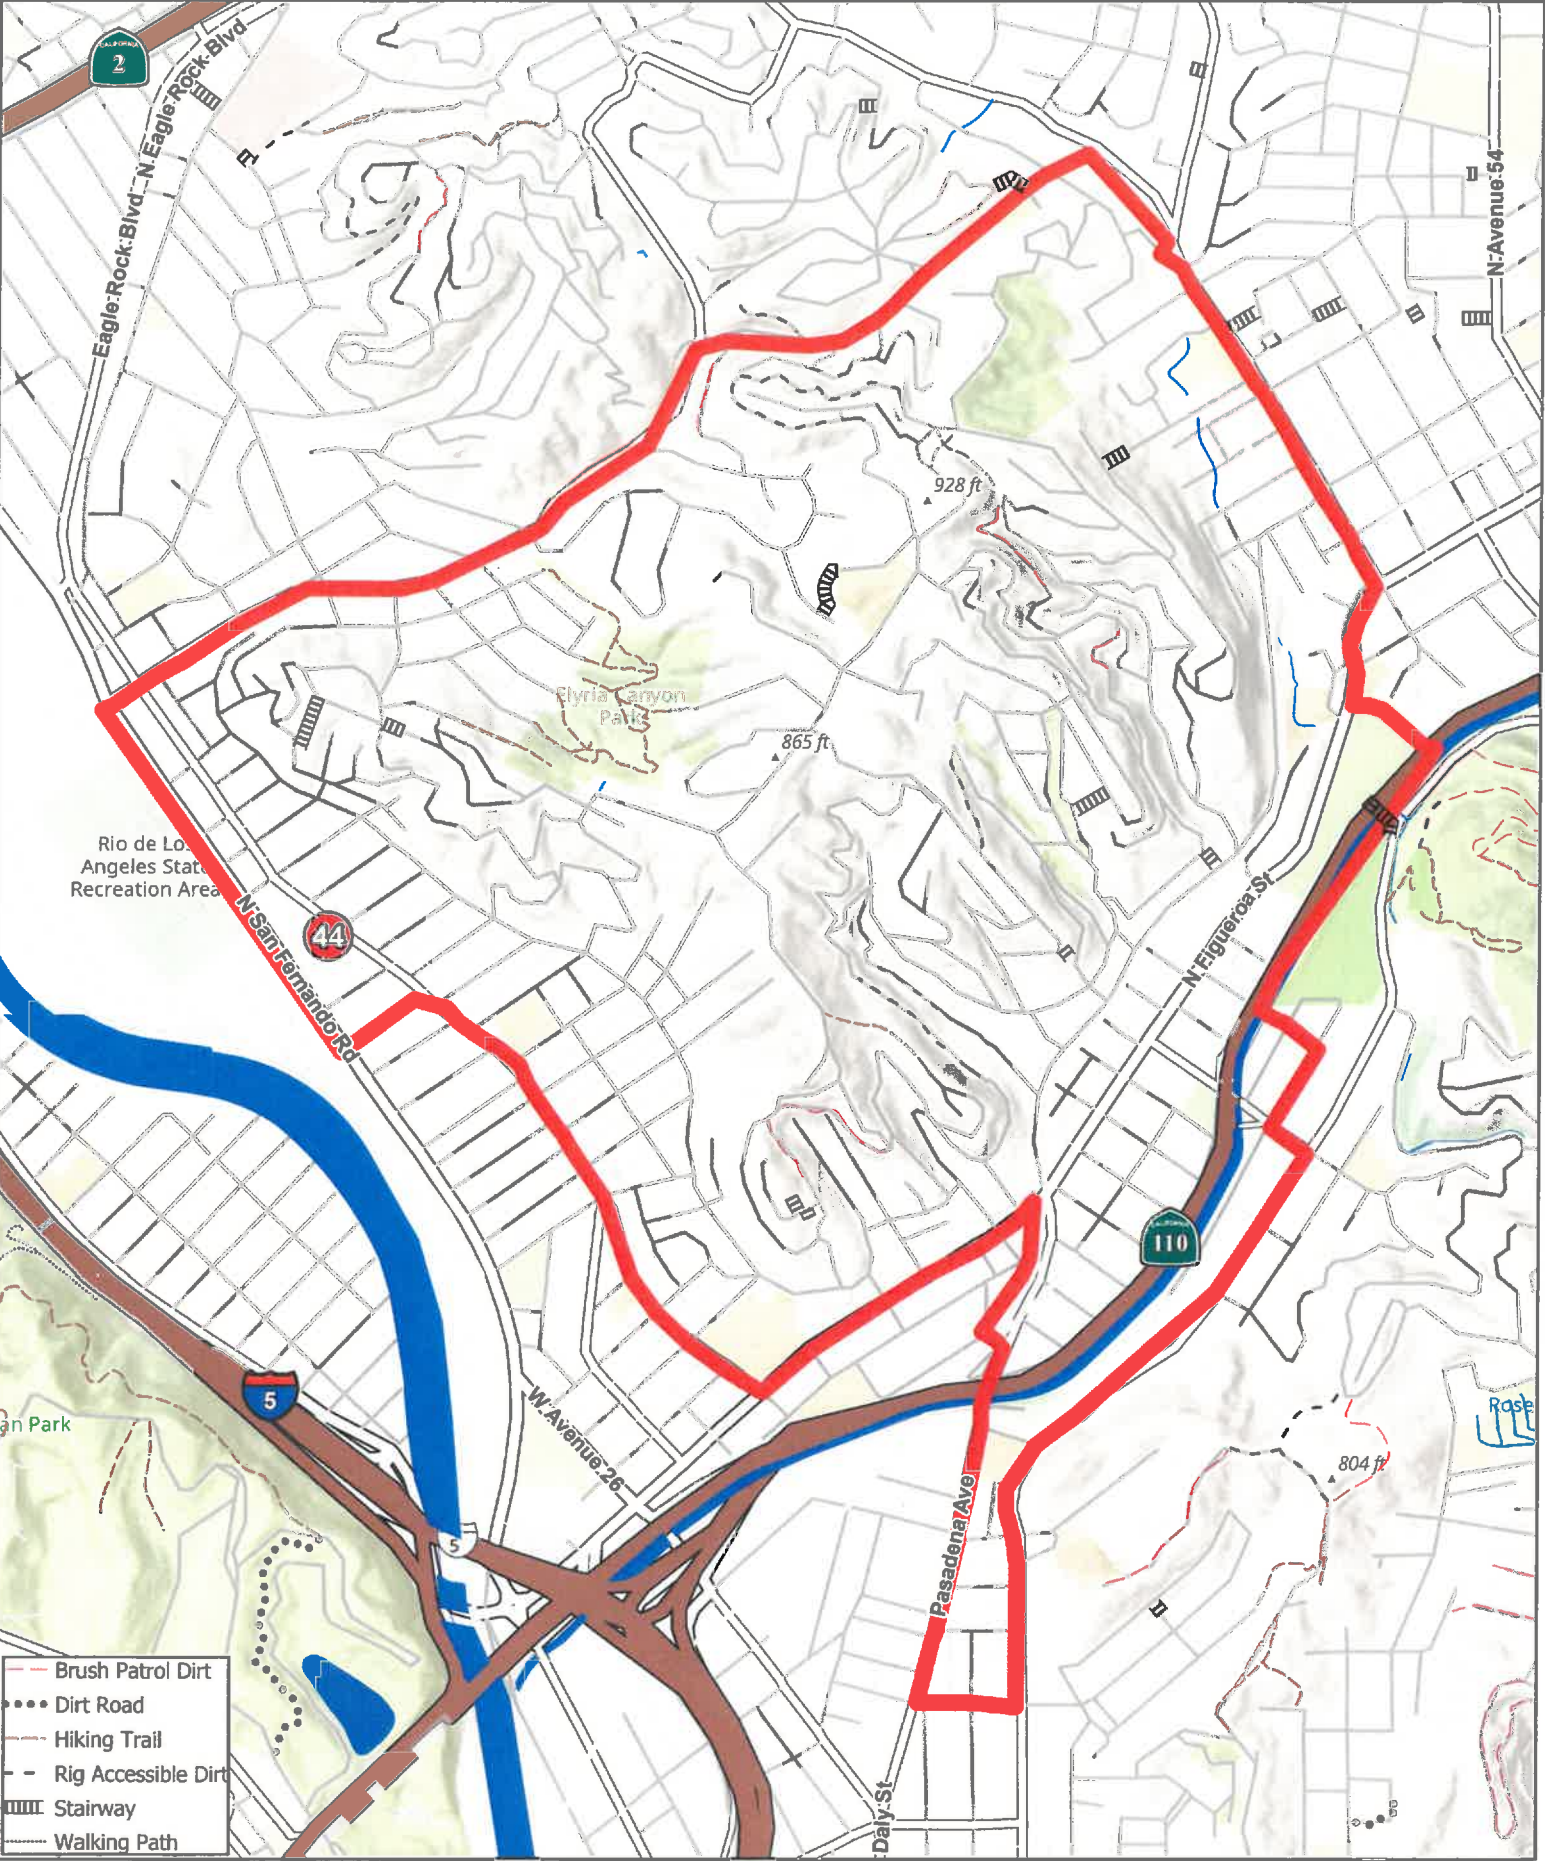 CALIFORNIA
2
N Eagle Rock Blvd
Eagle Rock Blvd
N Avenue 54
928 ft
Elyria Canyon
Park
865 ft
Rio de Los
Angeles State
Recreation Area
44
N San Fernando Rd
N Figueroa St
CALIFORNIA
110
5
an Park
W Avenue 26
Rose
804 ft
Pasadena Ave
5
Daly St
Brush Patrol Dirt
Dirt Road
Hiking Trail
Rig Accessible Dirt
Stairway
Walking Path